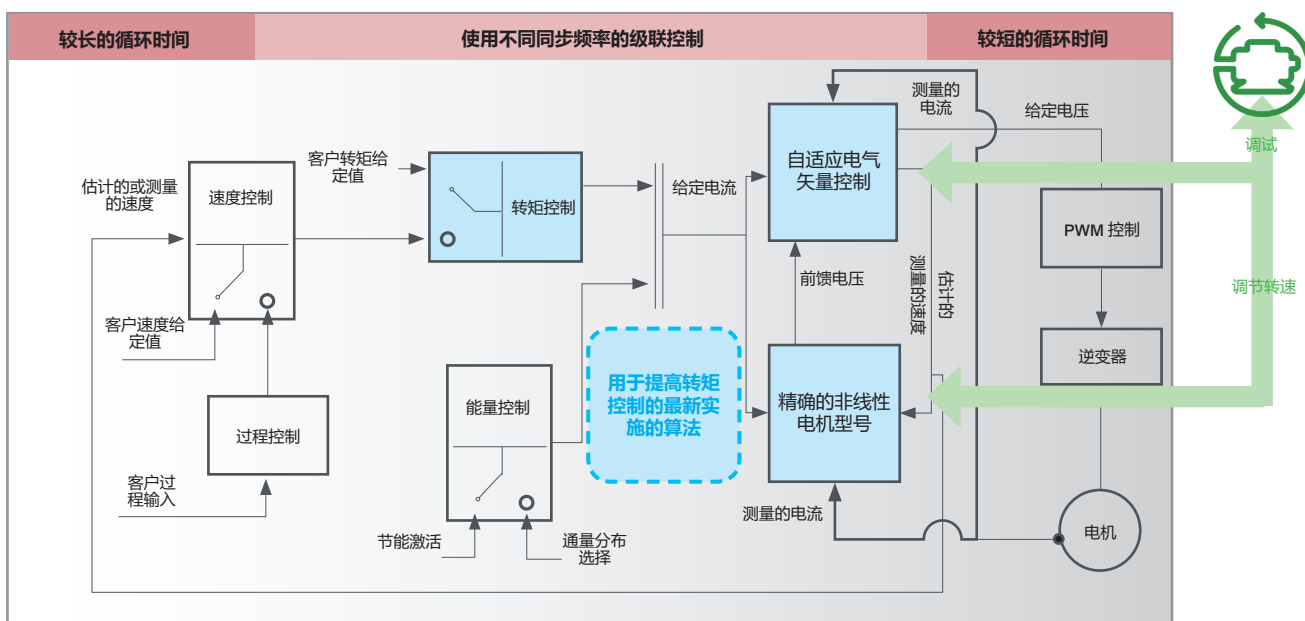 较长的循环时间
使用不同同步频率的级联控制
较短的循环时间
测量的
电流
给定电压
调试
客户转矩给
定值
自适应电气
矢量控制
估计的或测量
的速度
速度控制
转矩控制
给定电流
PWM 控制
前馈电压
估计的
测量的速度
调节转速
客户速度给
定值
逆变器
用于提高转矩
控制的最新实
施的算法
能量控制
精确的非线性
电机型号
过程控制
客户过
程输入
测量的电流
节能激活
通量分布
选择
电机